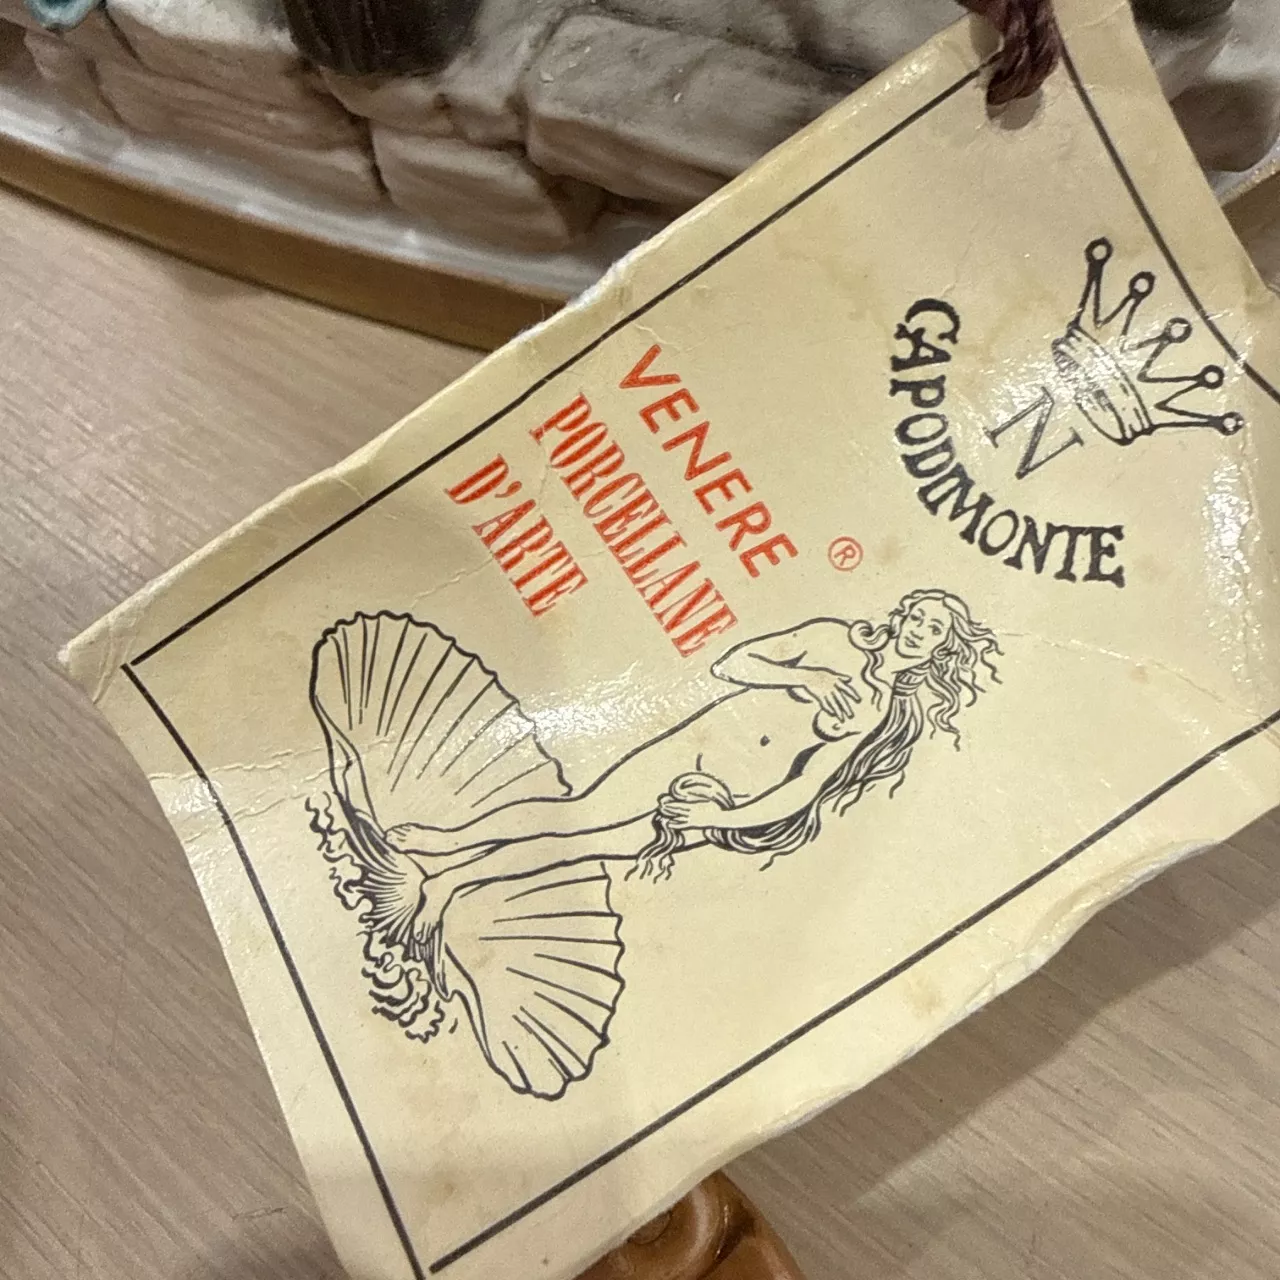 N
CAPODIMONTE
VENERE ®
PORCELLANE
D'ARTE